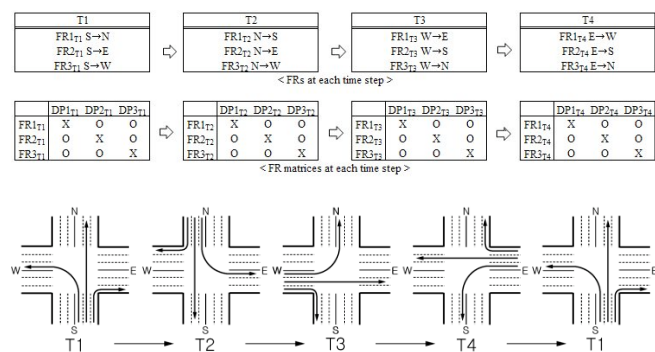 T1
FR1T1 S→N
FR2T1 S→E
FR3T1 S→W
T2
FR1T2 N→S
FR2T2 N→E
FR3T2 N→W
T3
FR1T3 W→E
FR2T3 W→S
FR3T3 W→N
T4
FR1T4 E→W
FR2T4 E→S
FR3T4 E→N
< FRs at each time step >
DP1T1 DP2T1 DP3T1
FR1T1 X O O
FR2T1 O X O
FR3T1 O O X
DP1T2 DP2T2 DP3T2
FR1T2 X O O
FR2T2 O X O
FR3T2 O O X
DP1T3 DP2T3 DP3T3
FR1T3 X O O
FR2T3 O X O
FR3T3 O O X
DP1T4 DP2T4 DP3T4
FR1T4 X O O
FR2T4 O X O
FR3T4 O O X
< FR matrices at each time step >
N
W E
S
T1
N
W E
S
T2
N
W E
S
T3
N
W E
S
T4
N
W E
S
T1